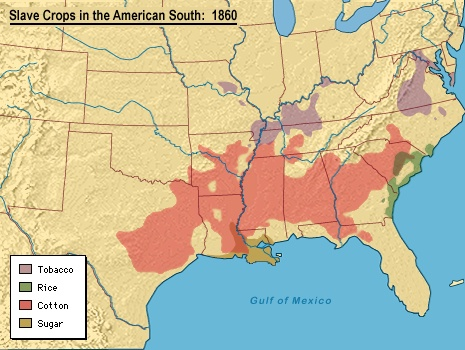 Slave Crops in the American South: 1860
Gulf of Mexico
Tobacco
Rice
Cotton
Sugar